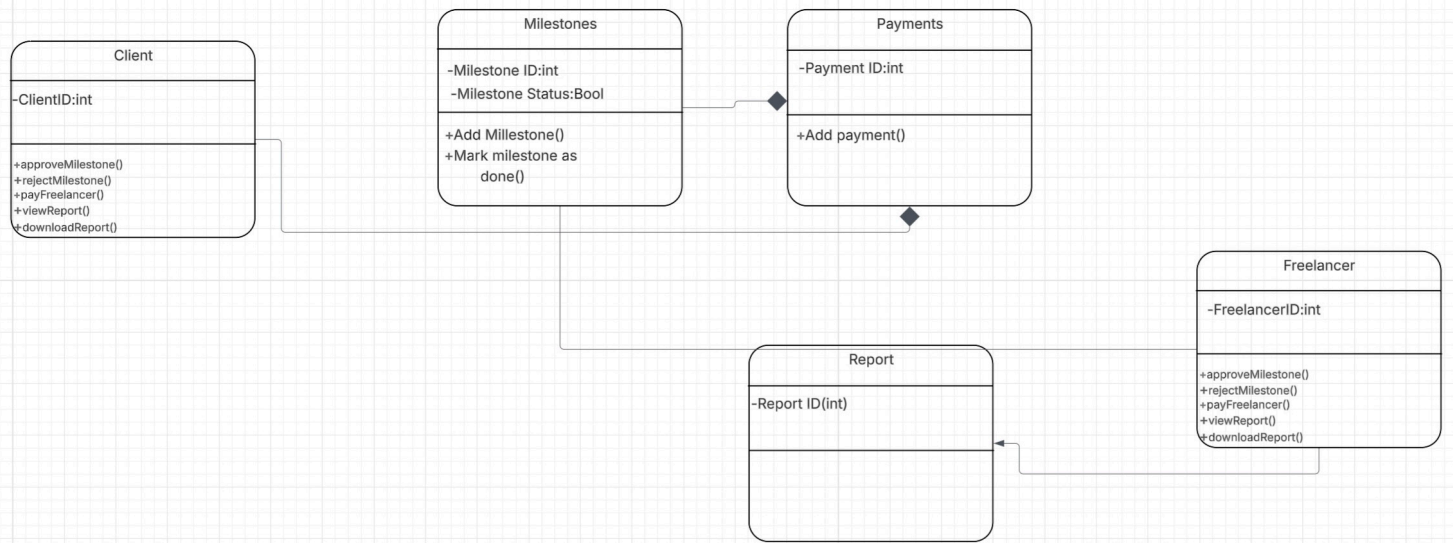 Client
-ClientID:int
+approveMilestone()
+rejectMilestone()
+payFreelancer()
+viewReport()
+downloadReport()
Milestones
-Milestone ID:int
-Milestone Status:Bool
+Add Millestone()
+Mark milestone as
done()
Payments
-Payment ID:int
+Add payment()
Report
-Report ID(int)
Freelancer
-FreelancerID:int
+approveMilestone()
+rejectMilestone()
+payFreelancer()
+viewReport()
+downloadReport()